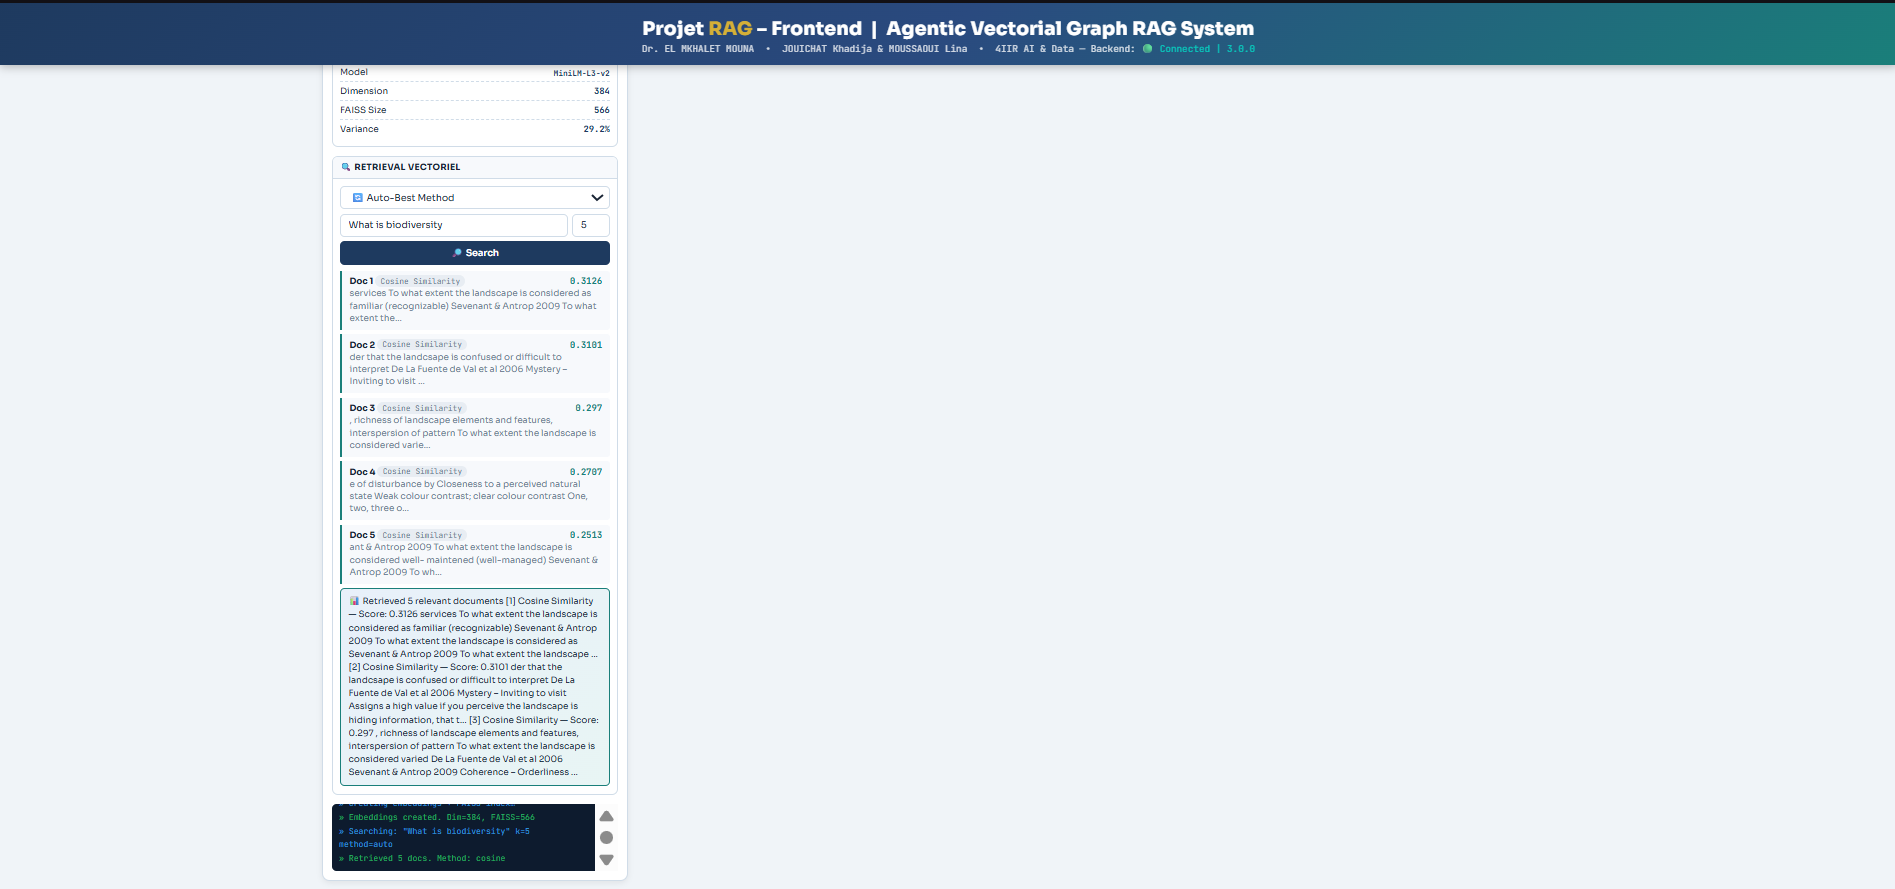 Projet RAG – Frontend | Agentic Vectorial Graph RAG System
Dr. EL MKHALET MOUNA • JOUICHAT Khadija & MOUSSAOUI Lina • 4IIR AI & Data — Backend: Connected | 3.0.0
Model MiniLM-L3-v2
Dimension 384
FAISS Size 566
Variance 29.2%
RETRIEVAL VECTORIEL
Auto-Best Method
What is biodiversity 5
Search
Doc 1 Cosine Similarity 0.3126
services To what extent the landscape is considered as
familiar (recognizable) Sevenant & Antrop 2009 To what
extent the...
Doc 2 Cosine Similarity 0.3101
der that the landcsape is confused or difficult to
interpret De La Fuente de Val et al 2006 Mystery –
Inviting to visit ...
Doc 3 Cosine Similarity 0.297
, richness of landscape elements and features,
interspersion of pattern To what extent the landscape is
considered varie...
Doc 4 Cosine Similarity 0.2707
e of disturbance by Closeness to a perceived natural
state Weak colour contrast; clear colour contrast One,
two, three o...
Doc 5 Cosine Similarity 0.2513
ant & Antrop 2009 To what extent the landscape is
considered well- maintened (well-managed) Sevenant &
Antrop 2009 To wh...
Retrieved 5 relevant documents [1] Cosine Similarity
— Score: 0.3126 services To what extent the landscape is
considered as familiar (recognizable) Sevenant & Antrop
2009 To what extent the landscape is considered as
Sevenant & Antrop 2009 To what extent the landscape ...
[2] Cosine Similarity — Score: 0.3101 der that the
landcsape is confused or difficult to interpret De La
Fuente de Val et al 2006 Mystery – Inviting to visit
Assigns a high value if you perceive the landscape is
hiding information, that t... [3] Cosine Similarity — Score:
0.297 , richness of landscape elements and features,
interspersion of pattern To what extent the landscape is
considered varied De La Fuente de Val et al 2006
Sevenant & Antrop 2009 Coherence – Orderliness ...
» Creating embeddings + FAISS index…
» Embeddings created. Dim=384, FAISS=566
» Searching: "What is biodiversity" k=5
method=auto
» Retrieved 5 docs. Method: cosine